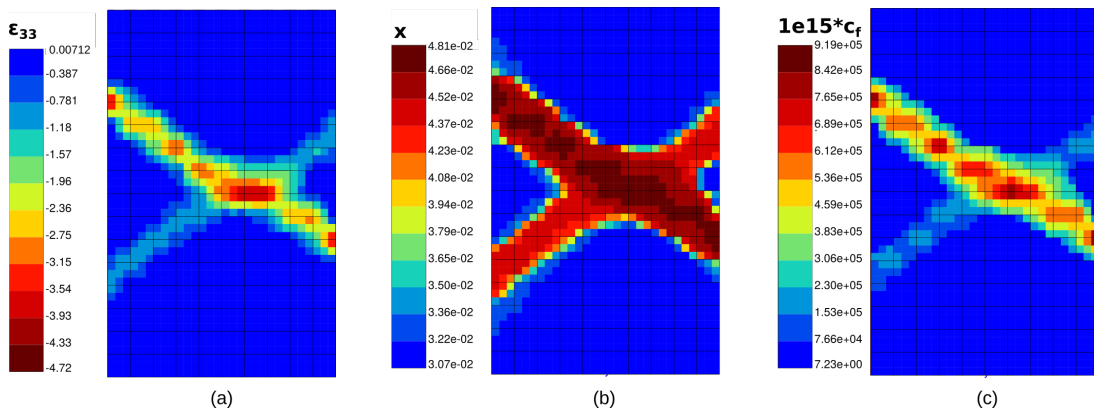 ε33
0.00712
-0.387
-0.781
-1.18
-1.57
-1.96
-2.36
-2.75
-3.15
-3.54
-3.93
-4.33
-4.72
(a)
x
4.81e-02
4.66e-02
4.52e-02
4.37e-02
4.23e-02
4.08e-02
3.94e-02
3.79e-02
3.65e-02
3.50e-02
3.36e-02
3.22e-02
3.07e-02
(b)
1e15*cf
9.19e+05
8.42e+05
7.65e+05
6.89e+05
6.12e+05
5.36e+05
4.59e+05
3.83e+05
3.06e+05
2.30e+05
1.53e+05
7.66e+04
7.23e+00
(c)